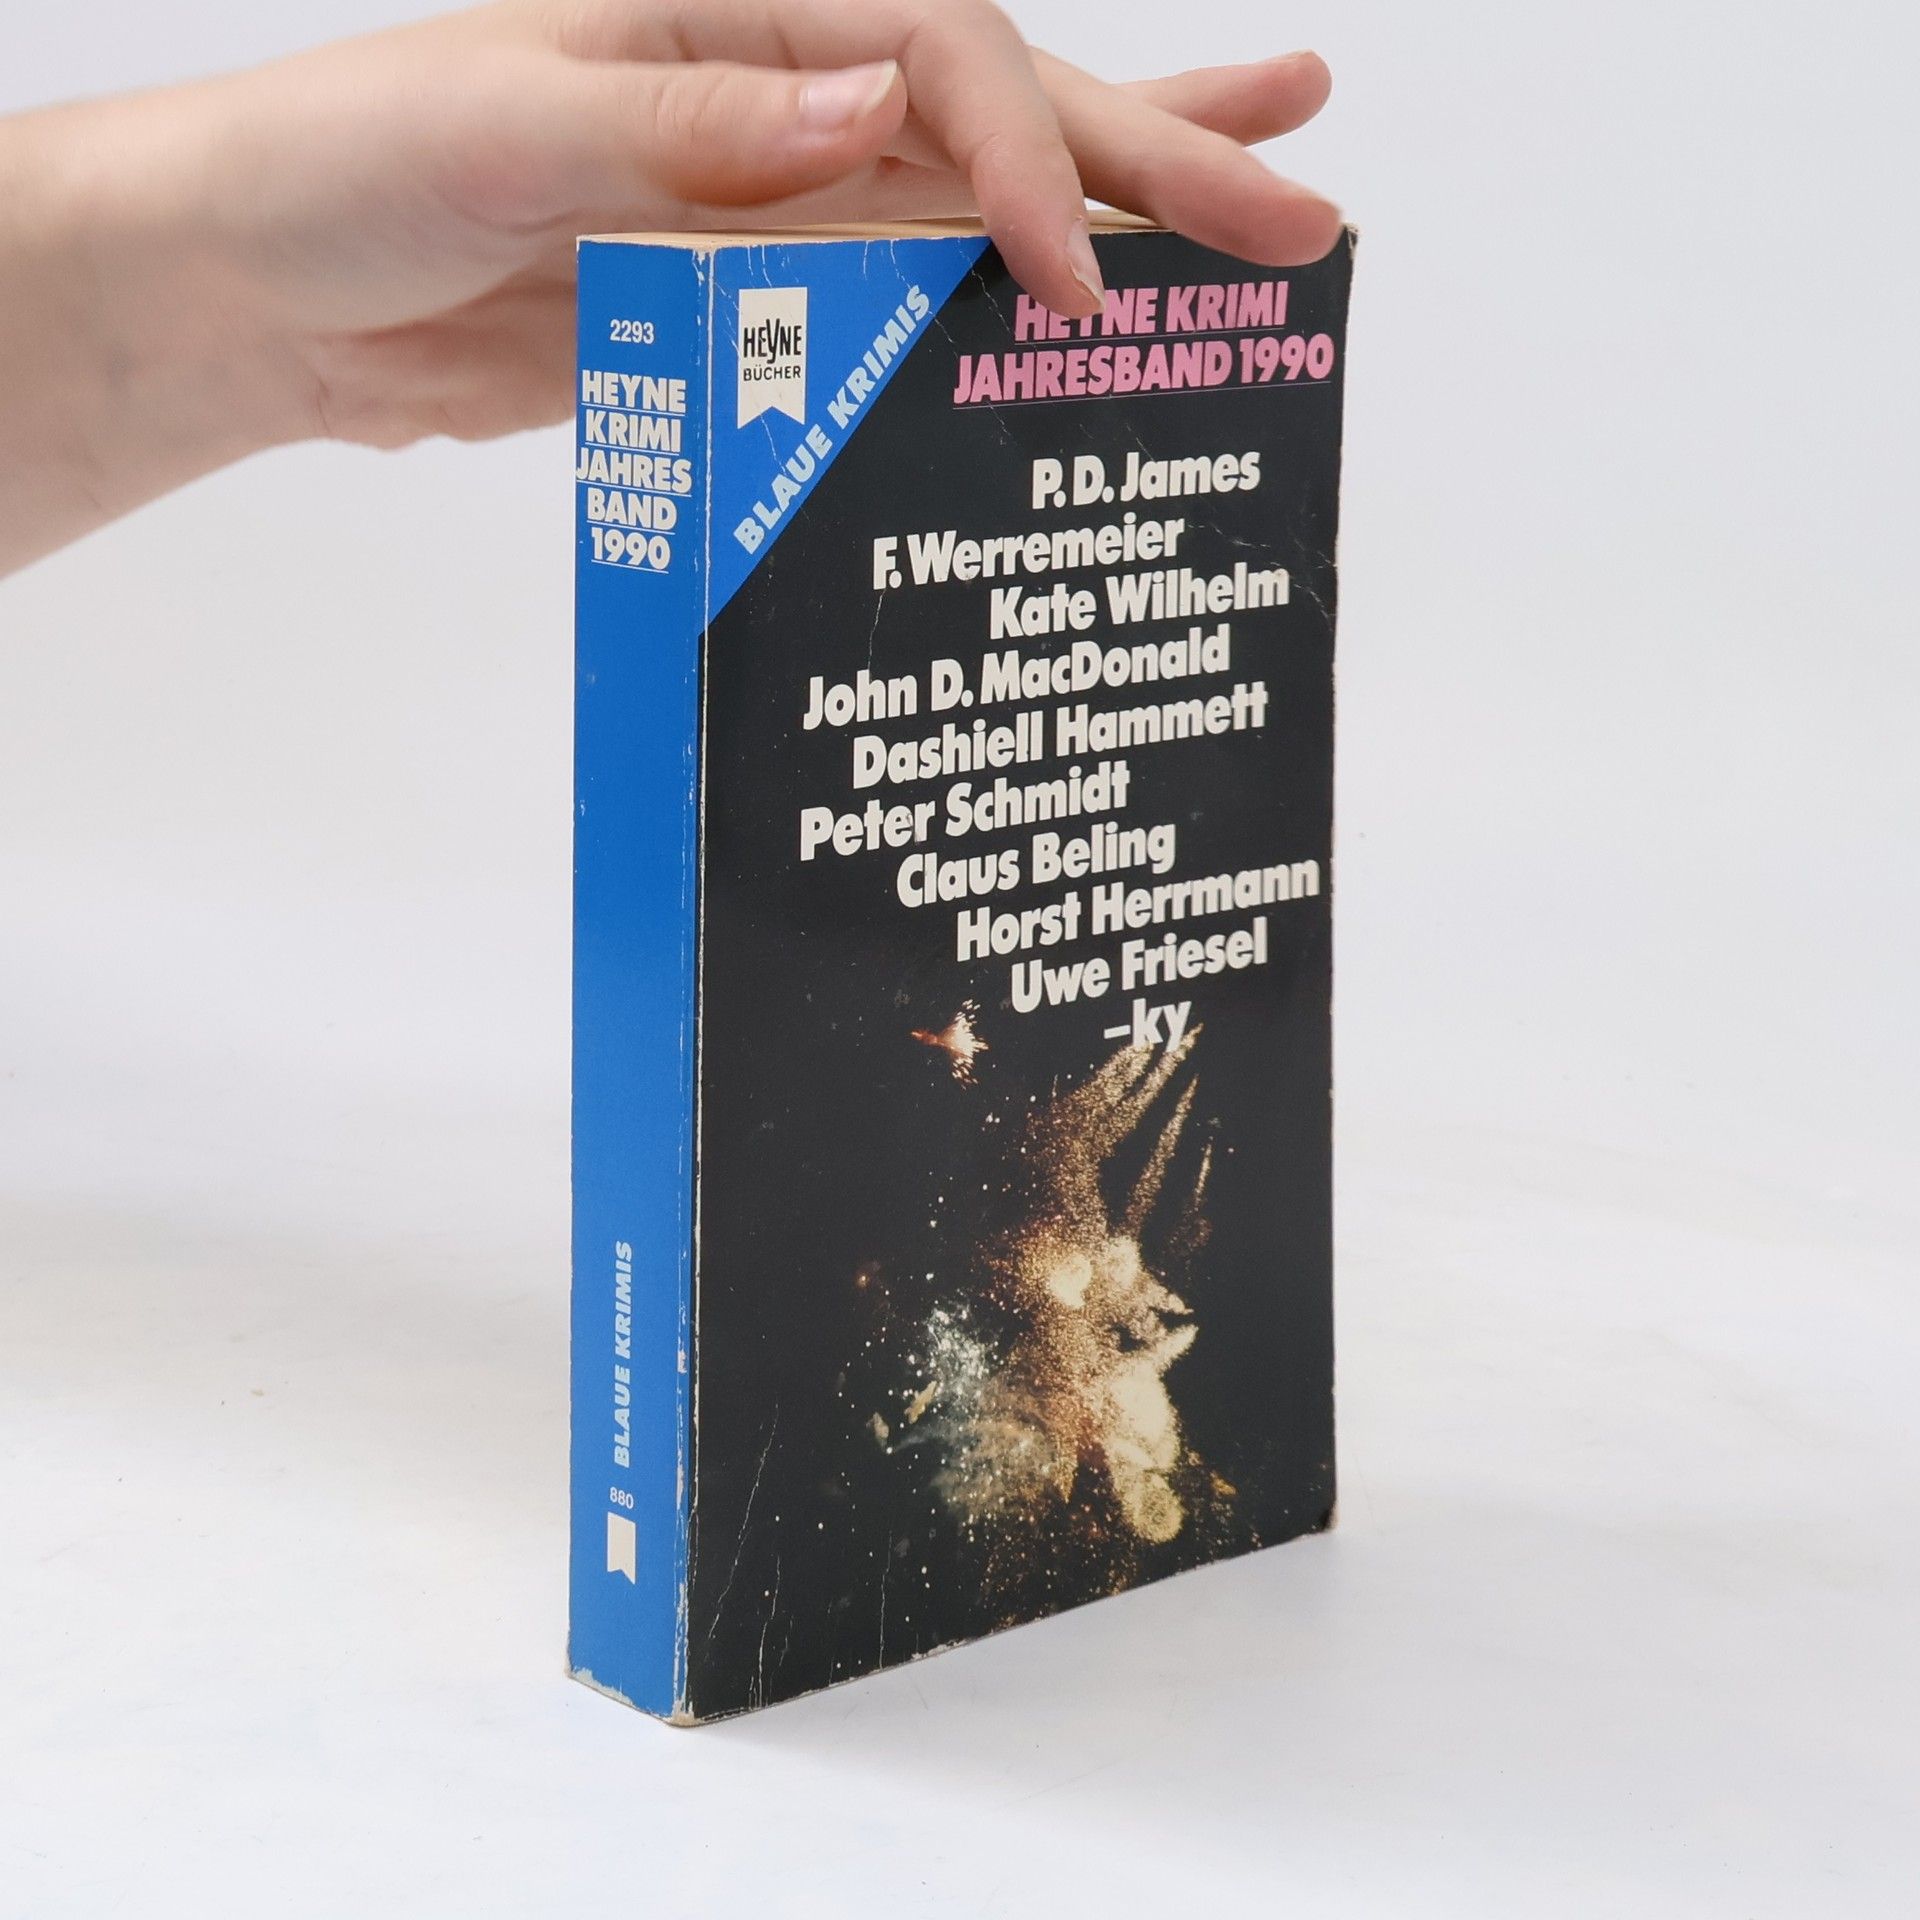 2293
HEYNE
KRIMI
JAHRES
BAND
1990
BLAUE KRIMIS
880
HEYNE
BÜCHER
BLAUE KRIMIS
HEYNE KRIMI
JAHRESBAND 1990
P. D. James
F. Werremeier
Kate Wilhelm
John D. MacDonald
Dashiell Hammett
Peter Schmidt
Claus Beling
Horst Herrmann
Uwe Friesel
–ky